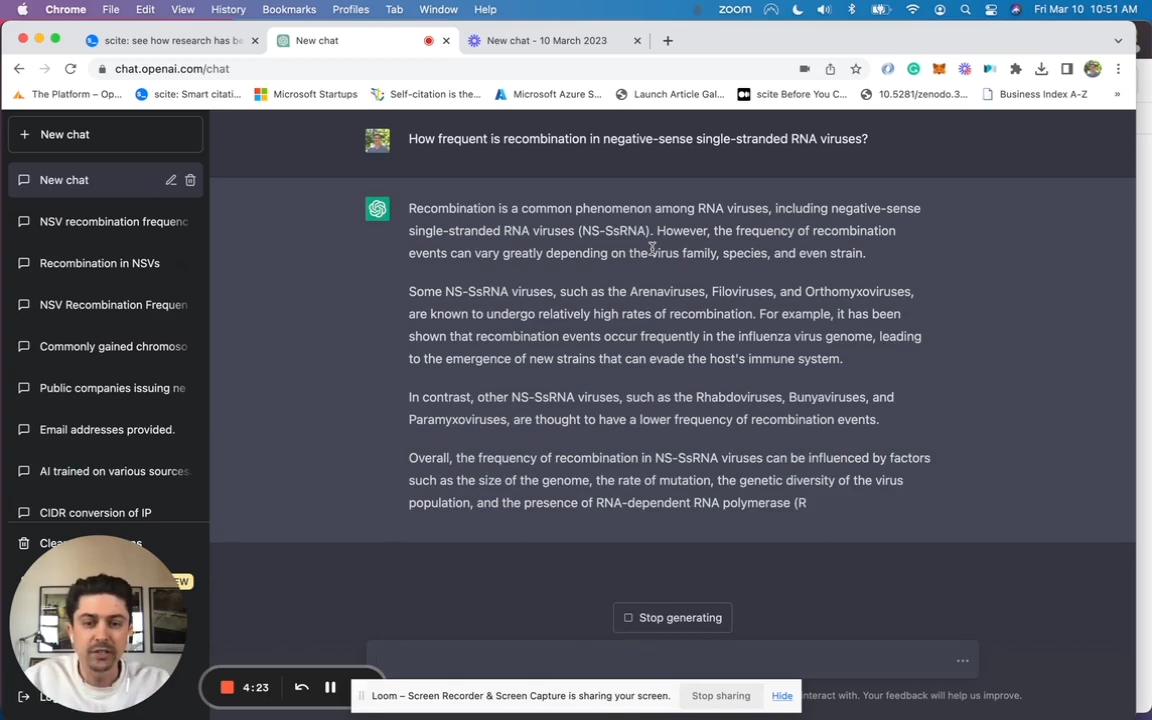 Chrome File Edit View History Bookmarks Profiles Tab Window Help zoom Fri Mar 10 10:51 AM
scite: see how research has be New chat New chat - 10 March 2023
chat.openai.com/chat
The Platform – Op... scite: Smart citati... Microsoft Startups Self-citation is the... Microsoft Azure S... Launch Article Gal... scite Before You C... 10.5281/zenodo.3... Business Index A-Z »
New chat
New chat
NSV recombination frequenc
Recombination in NSVs
NSV Recombination Frequen
Commonly gained chromoso
Public companies issuing ne
Email addresses provided.
AI trained on various sources.
CIDR conversion of IP
Clea
EW
How frequent is recombination in negative-sense single-stranded RNA viruses?
Recombination is a common phenomenon among RNA viruses, including negative-sense
single-stranded RNA viruses (NS-SsRNA). However, the frequency of recombination
events can vary greatly depending on the virus family, species, and even strain.
Some NS-SsRNA viruses, such as the Arenaviruses, Filoviruses, and Orthomyxoviruses,
are known to undergo relatively high rates of recombination. For example, it has been
shown that recombination events occur frequently in the influenza virus genome, leading
to the emergence of new strains that can evade the host's immune system.
In contrast, other NS-SsRNA viruses, such as the Rhabdoviruses, Bunyaviruses, and
Paramyxoviruses, are thought to have a lower frequency of recombination events.
Overall, the frequency of recombination in NS-SsRNA viruses can be influenced by factors
such as the size of the genome, the rate of mutation, the genetic diversity of the virus
population, and the presence of RNA-dependent RNA polymerase (R
Stop generating
4:23
Loom – Screen Recorder & Screen Capture is sharing your screen. Stop sharing Hide
interact with. Your feedback will help us improve.